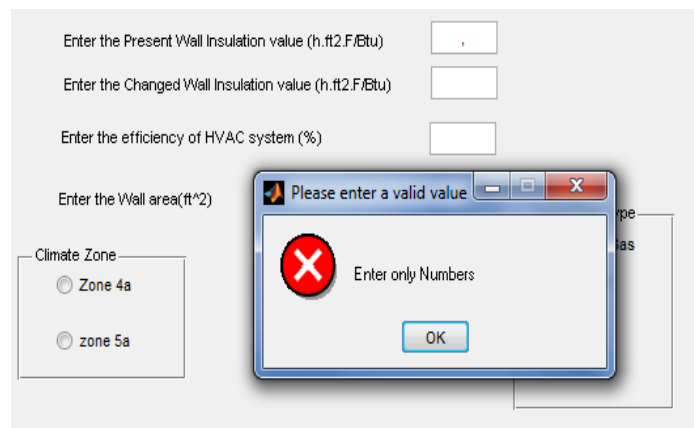 Enter the Present Wall Insulation value (h.ft2.F/Btu)
,
Enter the Changed Wall Insulation value (h.ft2.F/Btu)
Enter the efficiency of HVAC system (%)
Enter the Wall area(ft^2)
Please enter a valid value
Enter only Numbers
OK
Climate Zone
Zone 4a
zone 5a